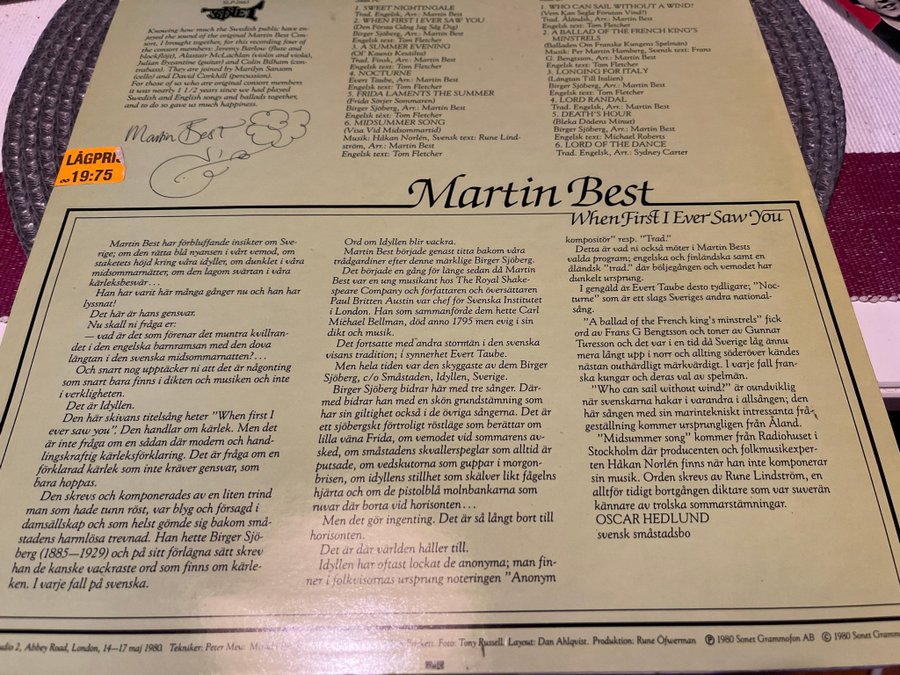 SONET
SLP-2663
Knowing how much the Swedish public have en-
joyed the sound of the original Martin Best Con-
sort, I brought together, for this recording four of
the consort members: Jeremy Barlow (flute and
blockflöjt), Alastair McLachlan (violin and viola),
Julian Byzantine (guitar) and Colin Bilham (con-
trabass). They are joined by Marilyn Sansom
(cello) and David Corkhill (percussion).
For those of us who are original consort members
it was nearly 1 1/2 years since we had played
Swedish and English songs and ballads together,
and to do so gave us much happiness.
Martin Best
LÅGPRI
19:75
1. SWEET NIGHTINGALE
Trad. Engelsk, Arr.: Martin Best
2. WHEN FIRST I EVER SAW YOU
(Den Första Gång Jag Såg Dig)
Birger Sjöberg, Arr.: Martin Best
Engelsk text: Tom Fletcher
3. A SUMMER EVENING
(Ol' Kaunis Kesäilta)
Trad. Finsk, Arr.: Martin Best
Engelsk text: Tom Fletcher
4. NOCTURNE
Evert Taube, Arr.: Martin Best
Engelsk text: Tom Fletcher
5. FRIDA LAMENTS THE SUMMER
(Frida Sörjer Sommaren)
Birger Sjöberg, Arr.: Martin Best
Engelsk text: Tom Fletcher
6. MIDSUMMER SONG
(Visa Vid Midsommartid)
Musik: Håkan Norlén, Svensk text: Rune Lind-
ström, Arr.: Martin Best
Engelsk text: Tom Fletcher
1. WHO CAN SAIL WITHOUT A WIND?
(Vem Kan Segla Förutan Vind?)
Trad. Åländsk, Arr.: Martin Best
Engelsk text: Tom Fletcher
2. A BALLAD OF THE FRENCH KING'S
MINSTRELS
(Balladen Om Franske Kungens Spelmän)
Musik: Per Martin Hamberg, Svensk text: Frans
G. Bengtsson, Arr.: Martin Best
Engelsk text: Tom Fletcher
3. LONGING FOR ITALY
(Längtan Till Italien)
Birger Sjöberg, Arr.: Martin Best
Engelsk text: Tom Fletcher
4. LORD RANDAL
Trad. Engelsk, Arr.: Martin Best
5. DEATH'S HOUR
(Bleka Dödens Minut)
Birger Sjöberg, Arr.: Martin Best
Engelsk text: Michael Roberts
6. LORD OF THE DANCE
Trad. Engelsk, Arr.: Sydney Carter
Martin Best
When First I Ever Saw You
Martin Best har förbluffande insikter om Sve-
rige; om den rätta blå nyansen i vårt vemod, om
staketets höjd kring våra idyller, om dunklet i våra
midsommarnätter, om den lagom svärtan i våra
kärleksbesvär...
Han har varit här många gånger nu och han har
lyssnat!
Det här är hans gensvar.
Nu skall ni fråga er:
— vad är det som förenar det muntra kvillran-
det i den engelska barnramsan med den dova
längtan i den svenska midsommarnatten?...
Och snart nog upptäcker ni att det är någonting
som snart bara finns i dikten och musiken och inte
i verkligheten.
Det är Idyllen.
Den här skivans titelsång heter "When first I
ever saw you". Den handlar om kärlek. Men det
är inte fråga om en sådan där modern och hand-
lingskraftig kärleksförklaring. Det är fråga om en
förklarad kärlek som inte kräver gensvar, som
bara hoppas.
Den skrevs och komponerades av en liten trind
man som hade tunn röst, var blyg och försagd i
damsällskap och som helst gömde sig bakom små-
stadens harmlösa trevnad. Han hette Birger Sjö-
berg (1885—1929) och på sitt förlägna sätt skrev
han de kanske vackraste ord som finns om kärle-
ken. I varje fall på svenska.
Ord om Idyllen blir vackra.
Martin Best började genast titta bakom våra
trädgardiner efter denne märklige Birger Sjöberg.
Det började en gång för länge sedan då Martin
Best var en ung musikant hos The Royal Shake-
speare Company och författaren och översättaren
Paul Britten Austin var chef för Svenska Institutet
i London. Han som sammanförde dem hette Carl
Michael Bellman, död anno 1795 men evig i sin
dikt och musik.
Det fortsatte med andra stormtån i den svenska
visans tradition; i synnerhet Evert Taube.
Men hela tiden var den skyggaste av dem Birger
Sjöberg, c/o Småstaden, Idyllen, Sverige.
Birger Sjöberg bidrar här med tre sånger. Där-
med bidrar han med en skön grundstämning som
har sin giltighet också i de övriga sångerna. Det är
ett sjöbergskt förtroligt röstläge som berättar om
lilla väna Frida, om vemodet vid sommarens av-
sked, om småstadens skvallerspeglar som alltid är
putsade, om vedskutorna som guppar i morgon-
brisen, om idyllens stillhet som skälver likt fågelns
hjärta och om de pistolblå molnbankarna som
ruvar där borta vid horisonten...
Men det gör ingenting. Det är så långt bort till
horisonten.
Det är där världen håller till.
Idyllen har oftast lockat de anonyma; man fin-
ner i folkvisornas ursprung noteringen "Anonym
kompositör" resp. "Trad."
Detta är vad ni också möter i Martin Bests
valda program; engelska och finländska samt en
åländsk "trad." där böljegången och vemodet har
dunkelt ursprung.
I gengäld är Evert Taube desto tydligare; "Noc-
turne" som är ett slags Sveriges andra national-
sång.
"A ballad of the French king's minstrels" fick
ord av Frans G Bengtsson och toner av Gunnar
Turesson och det var i en tid då Sverige låg ännu
mera långt upp i norr och allting söderöver kändes
nästan outhärdligt märkvärdigt. I varje fall fran-
ska kungar och deras val av spelmän.
"Who can sail without wind?" är oundviklig
när svenskarna hakar i varandra i allsången; den
här sången med sin marintekniskt intressanta frå-
geställning kommer ursprungligen från Åland.
"Midsummer song" kommer från Radiohuset i
Stockholm där producenten och folkmusikexper-
ten Håkan Norlén finns när han inte komponerar
sin musik. Orden skrevs av Rune Lindström, en
alltför tidigt bortgången diktare som var suverän
kännare av trolska sommarstämningar.
OSCAR HEDLUND
svensk småstadsbo
udio 2, Abbey Road, London, 14—17 maj 1980. Tekniker: Peter Mew. Foto: Tony Russell. Layout: Dan Ahlqvist. Produktion: Rune Öfwerman. Ⓟ 1980 Sonet Grammofon AB © 1980 Sonet Gramm